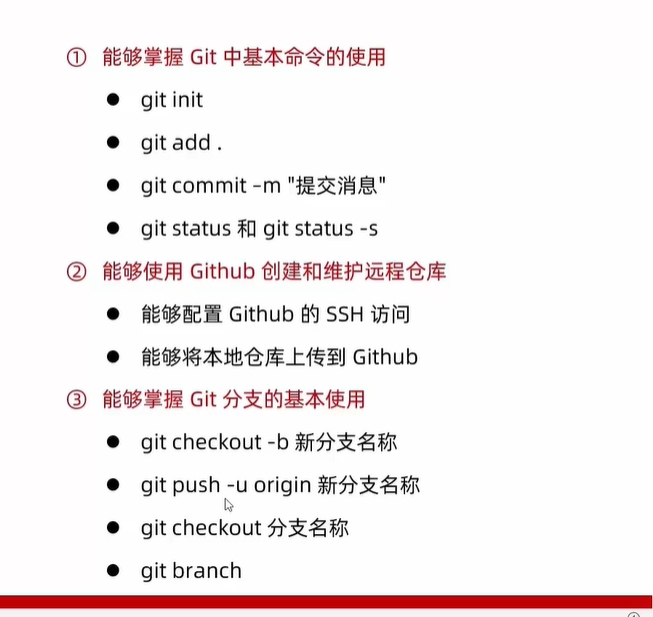 ① 能够掌握 Git 中基本命令的使用
● git init
● git add .
● git commit –m "提交消息"
● git status 和 git status -s
② 能够使用 Github 创建和维护远程仓库
● 能够配置 Github 的 SSH 访问
● 能够将本地仓库上传到 Github
③ 能够掌握 Git 分支的基本使用
● git checkout -b 新分支名称
● git push -u origin 新分支名称
● git checkout 分支名称
● git branch